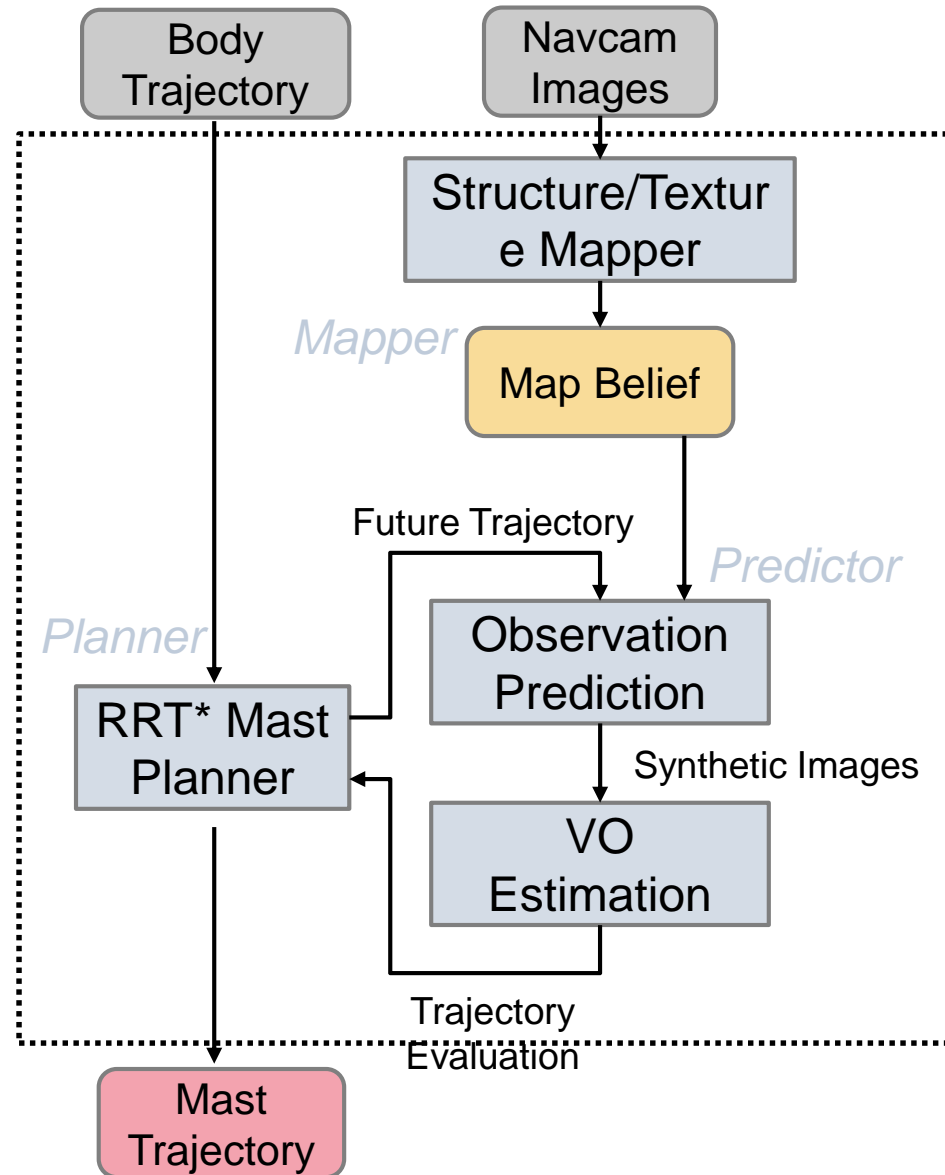 Body
Trajectory
Navcam
Images
Structure/Textur
e Mapper
Mapper
Map Belief
Future Trajectory
Predictor
Planner
Observation
Prediction
RRT* Mast
Planner
Synthetic Images
VO
Estimation
Trajectory
Evaluation
Mast
Trajectory